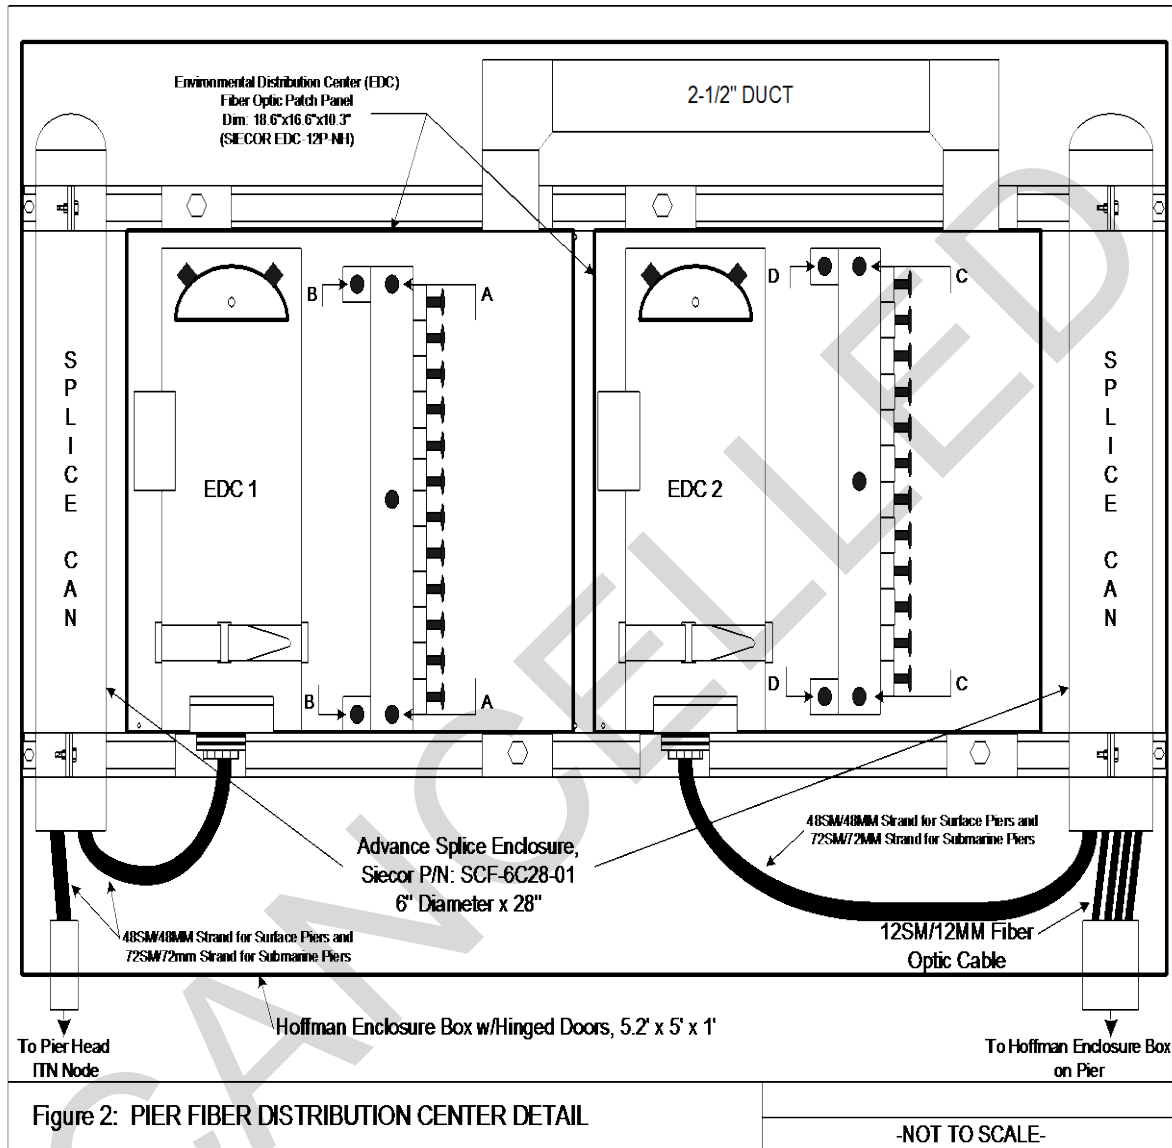 Environmental Distribution Center (EDC)
Fiber Optic Patch Panel
Dim: 18.6"x16.6"x10.3"
(SIECOR EDC-12P-NH)
2-1/2" DUCT
SPLICE CAN
B
A
D
C
EDC 1
EDC 2
SPLICE CAN
B
A
D
C
48SM/48MM Strand for Surface Piers and
72SM/72MM Strand for Submarine Piers
Advance Splice Enclosure,
Siecor P/N: SCF-6C28-01
6" Diameter x 28"
48SM/48MM Strand for Surface Piers and
72SM/72mm Strand for Submarine Piers
12SM/12MM Fiber
Optic Cable
Hoffman Enclosure Box w/Hinged Doors, 5.2' x 5' x 1'
To Pier Head
ITN Node
To Hoffman Enclosure Box
on Pier
Figure 2: PIER FIBER DISTRIBUTION CENTER DETAIL
-NOT TO SCALE-
CANCELLED